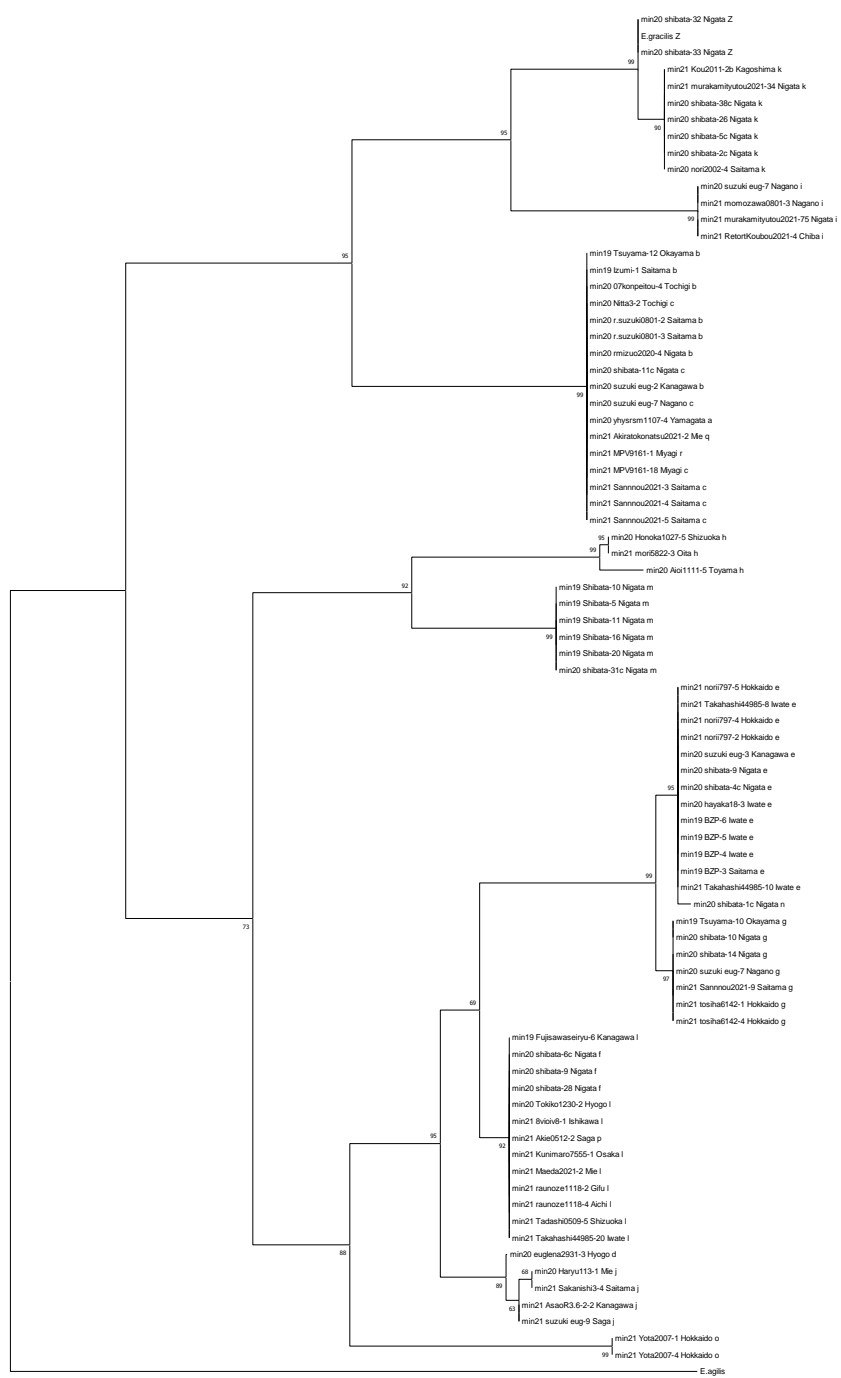 min20 shibata-32 Nigata Z
E.gracilis Z
min20 shibata-33 Nigata Z
99
min21 Kou2011-2b Kagoshima k
min21 murakamityutou2021-34 Nigata k
min20 shibata-38c Nigata k
min20 shibata-26 Nigata k
90
min20 shibata-5c Nigata k
95
min20 shibata-2c Nigata k
min20 nori2002-4 Saitama k
min20 suzuki eug-7 Nagano i
min21 momozawa0801-3 Nagano i
min21 murakamityutou2021-75 Nigata i
99
min21 RetortKoubou2021-4 Chiba i
min19 Tsuyama-12 Okayama b
95
min19 Izumi-1 Saitama b
min20 07konpeitou-4 Tochigi b
min20 Nitta3-2 Tochigi c
min20 r.suzuki0801-2 Saitama b
min20 r.suzuki0801-3 Saitama b
min20 rmizuo2020-4 Nigata b
min20 shibata-11c Nigata c
min20 suzuki eug-2 Kanagawa b
99
min20 suzuki eug-7 Nagano c
min20 yhysrsm1107-4 Yamagata a
min21 Akiratokonatsu2021-2 Mie q
min21 MPV9161-1 Miyagi r
min21 MPV9161-18 Miyagi c
min21 Sannnou2021-3 Saitama c
min21 Sannnou2021-4 Saitama c
min21 Sannnou2021-5 Saitama c
95
min20 Honoka1027-5 Shizuoka h
99
min21 mori5822-3 Oita h
min20 Aioi1111-5 Toyama h
92
min19 Shibata-10 Nigata m
min19 Shibata-5 Nigata m
min19 Shibata-11 Nigata m
99
min19 Shibata-16 Nigata m
min19 Shibata-20 Nigata m
min20 shibata-31c Nigata m
min21 norii797-5 Hokkaido e
min21 Takahashi44985-8 Iwate e
min21 norii797-4 Hokkaido e
min21 norii797-2 Hokkaido e
min20 suzuki eug-3 Kanagawa e
min20 shibata-9 Nigata e
95
min20 shibata-4c Nigata e
min20 hayaka18-3 Iwate e
min19 BZP-6 Iwate e
min19 BZP-5 Iwate e
min19 BZP-4 Iwate e
min19 BZP-3 Saitama e
99
min21 Takahashi44985-10 Iwate e
min20 shibata-1c Nigata n
min19 Tsuyama-10 Okayama g
73
min20 shibata-10 Nigata g
min20 shibata-14 Nigata g
min20 suzuki eug-7 Nagano g
97
min21 Sannnou2021-9 Saitama g
69
min21 tosiha6142-1 Hokkaido g
min21 tosiha6142-4 Hokkaido g
min19 Fujisawaseiryu-6 Kanagawa l
min20 shibata-6c Nigata f
min20 shibata-9 Nigata f
min20 shibata-28 Nigata f
min20 Tokiko1230-2 Hyogo l
min21 8vioiv8-1 Ishikawa l
95
min21 Akie0512-2 Saga p
92
min21 Kunimaro7555-1 Osaka l
min21 Maeda2021-2 Mie l
min21 raunoze1118-2 Gifu l
min21 raunoze1118-4 Aichi l
min21 Tadashi0509-5 Shizuoka l
min21 Takahashi44985-20 Iwate l
88
min20 euglena2931-3 Hyogo d
68
min20 Haryu113-1 Mie j
89
min21 Sakanishi3-4 Saitama j
63
min21 AsaoR3.6-2-2 Kanagawa j
min21 suzuki eug-9 Saga j
min21 Yota2007-1 Hokkaido o
99
min21 Yota2007-4 Hokkaido o
E.agilis